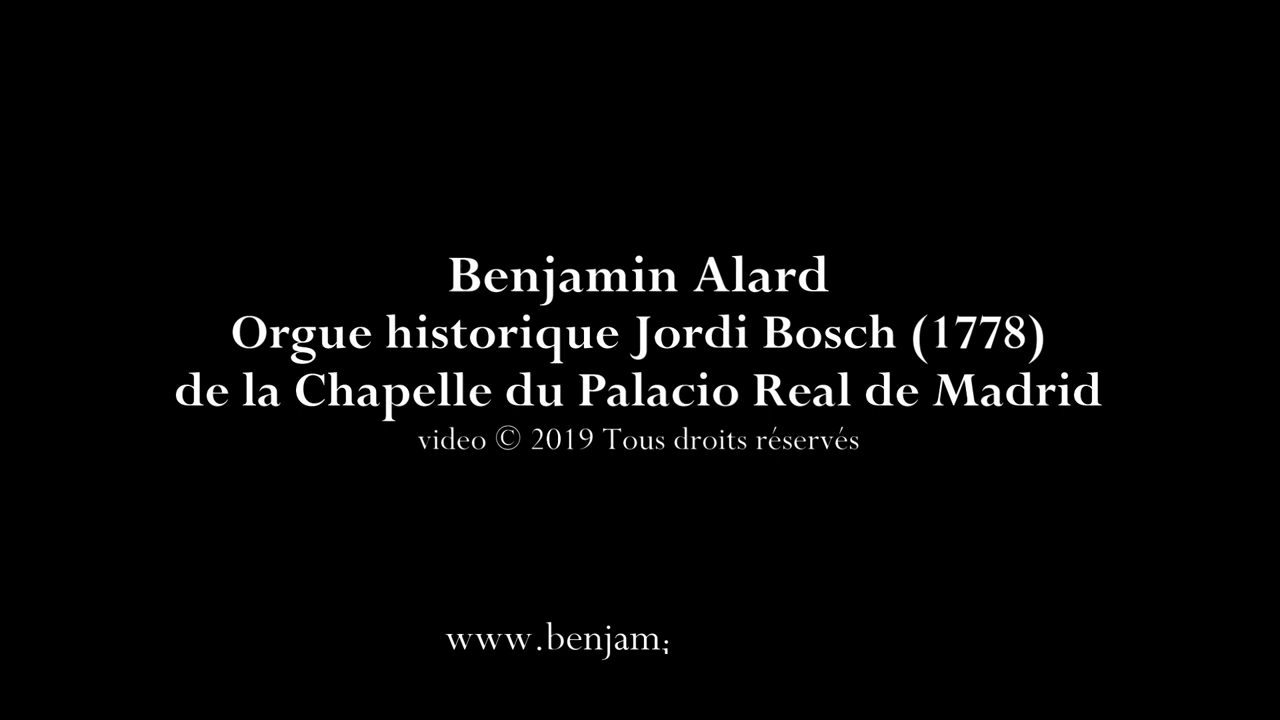 Benjamin Alard
Orgue historique Jordi Bosch (1778)
de la Chapelle du Palacio Real de Madrid
video © 2019 Tous droits réservés
www.benjam